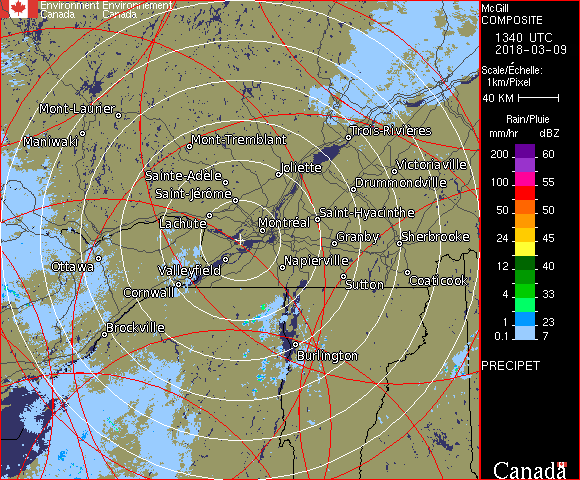 Environment Environnement
Canada Canada
McGill
COMPOSITE
1340 UTC
2018-03-09
Scale/Échelle:
1km/Pixel
40 KM
Rain/Pluie
mm/hr dBZ
200 60
100 55
50 50
24 45
12 40
4 33
1 23
0.1 7
PRECIPET
Canada
Mont-Laurier
Maniwaki
Mont-Tremblant
Trois-Rivières
Joliette
Victoriaville
Sainte-Adèle
Drummondville
Saint-Jérôme
Saint-Hyacinthe
Lachute
Montréal
Granby
Sherbrooke
Ottawa
Valleyfield
Napierville
Sutton
Coaticook
Cornwall
Brockville
Burlington